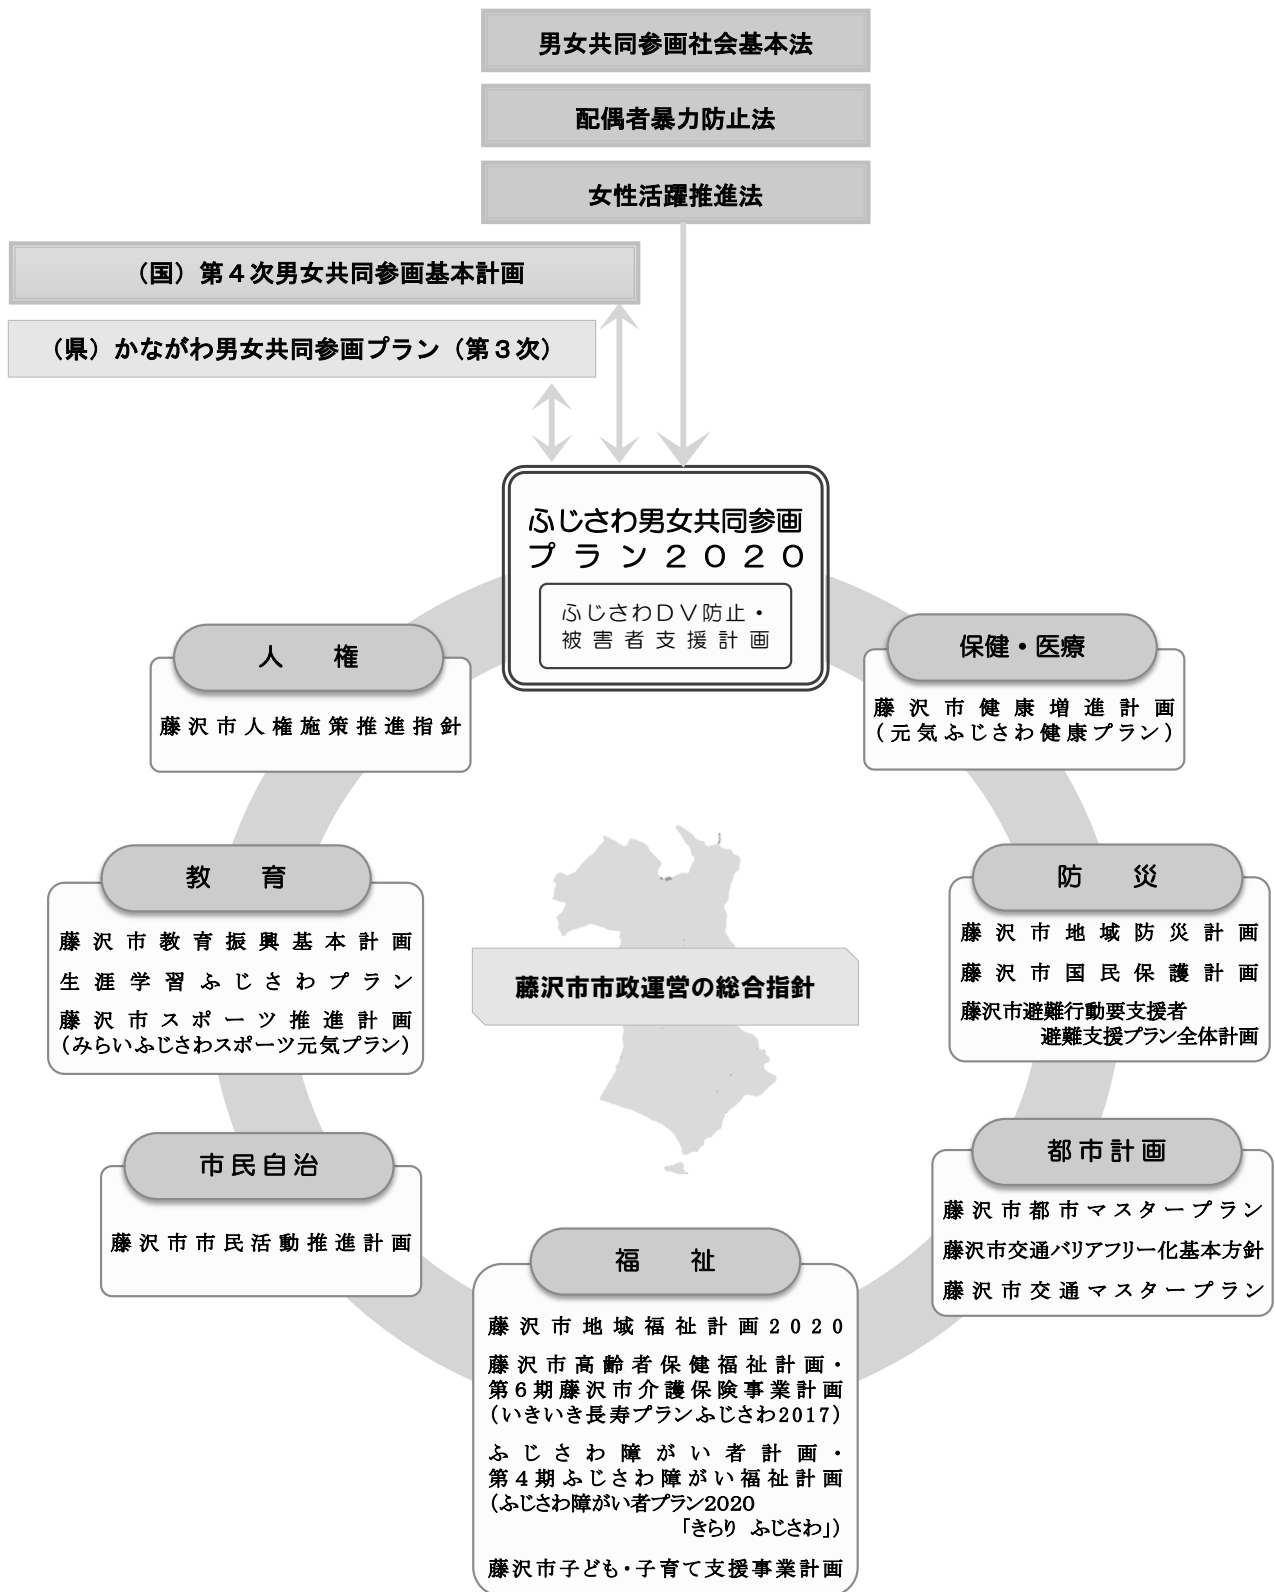 男女共同参画社会基本法
配偶者暴力防止法
女性活躍推進法
（国）第４次男女共同参画基本計画
（県）かながわ男女共同参画プラン（第３次）
ふじさわ男女共同参画
プラン２０２０
ふじさわＤＶ防止・
被害者支援計画
人　権
藤沢市人権施策推進指針
保健・医療
藤沢市健康増進計画
（元気ふじさわ健康プラン）
教　育
藤沢市教育振興基本計画
生涯学習ふじさわプラン
藤沢市スポーツ推進計画
（みらいふじさわスポーツ元気プラン）
防　災
藤沢市地域防災計画
藤沢市国民保護計画
藤沢市避難行動要支援者
避難支援プラン全体計画
藤沢市市政運営の総合指針
市民自治
藤沢市市民活動推進計画
都市計画
藤沢市都市マスタープラン
藤沢市交通バリアフリー化基本方針
藤沢市交通マスタープラン
福　祉
藤沢市地域福祉計画2020
藤沢市高齢者保健福祉計画・
第6期藤沢市介護保険事業計画
（いきいき長寿プランふじさわ2017）
ふじさわ障がい者計画・
第4期ふじさわ障がい福祉計画
（ふじさわ障がい者プラン2020
「きらり　ふじさわ」）
藤沢市子ども・子育て支援事業計画